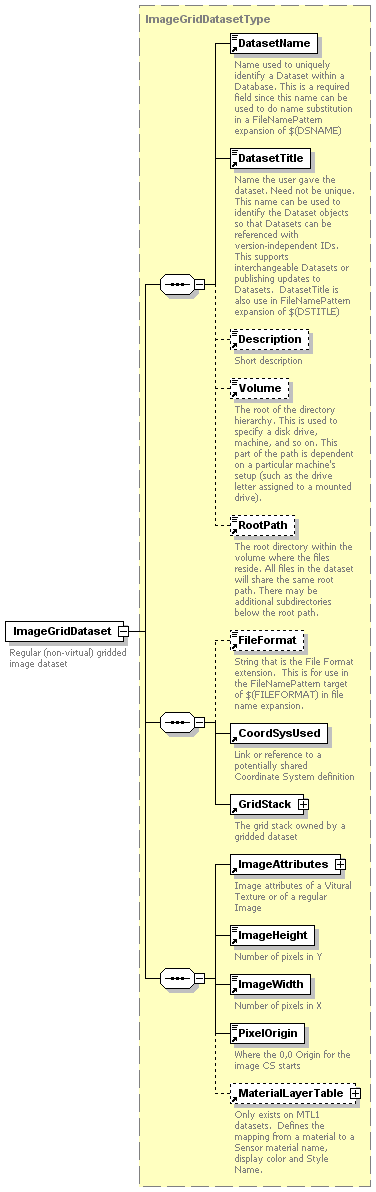 ImageGridDatasetType
DatasetName
Name used to uniquely
identify a Dataset within a
Database. This is a required
field since this name can be
used to do name substitution
in a FileNamePattern
expansion of $(DSNAME)
DatasetTitle
Name the user gave the
dataset. Need not be unique.
This name can be used to
identify the Dataset objects
so that Datasets can be
referenced with
version-independent IDs.
This supports
interchangeable Datasets or
publishing updates to
Datasets.  DatasetTitle is
also use in FileNamePattern
expansion of $(DSTITLE)
Description
Short description
Volume
The root of the directory
hierarchy. This is used to
specify a disk drive,
machine, and so on. This
part of the path is dependent
on a particular machine's
setup (such as the drive
letter assigned to a mounted
drive).
RootPath
The root directory within the
volume where the files
reside. All files in the dataset
will share the same root
path. There may be
additional subdirectories
below the root path.
ImageGridDataset
Regular (non-virtual) gridded
image dataset
FileFormat
String that is the File Format
extension.  This is for use in
the FileNamePattern target
of $(FILEFORMAT) in file
name expansion.
CoordSysUsed
Link or reference to a
potentially shared
Coordinate System definition
GridStack
The grid stack owned by a
gridded dataset
ImageAttributes
Image attributes of a Vitural
Texture or of a regular
Image
ImageHeight
Number of pixels in Y
ImageWidth
Number of pixels in X
PixelOrigin
Where the 0,0 Origin for the
image CS starts
MaterialLayerTable
Only exists on MTL1
datasets.  Defines the
mapping from a material to a
Sensor material name,
display color and Style
Name.